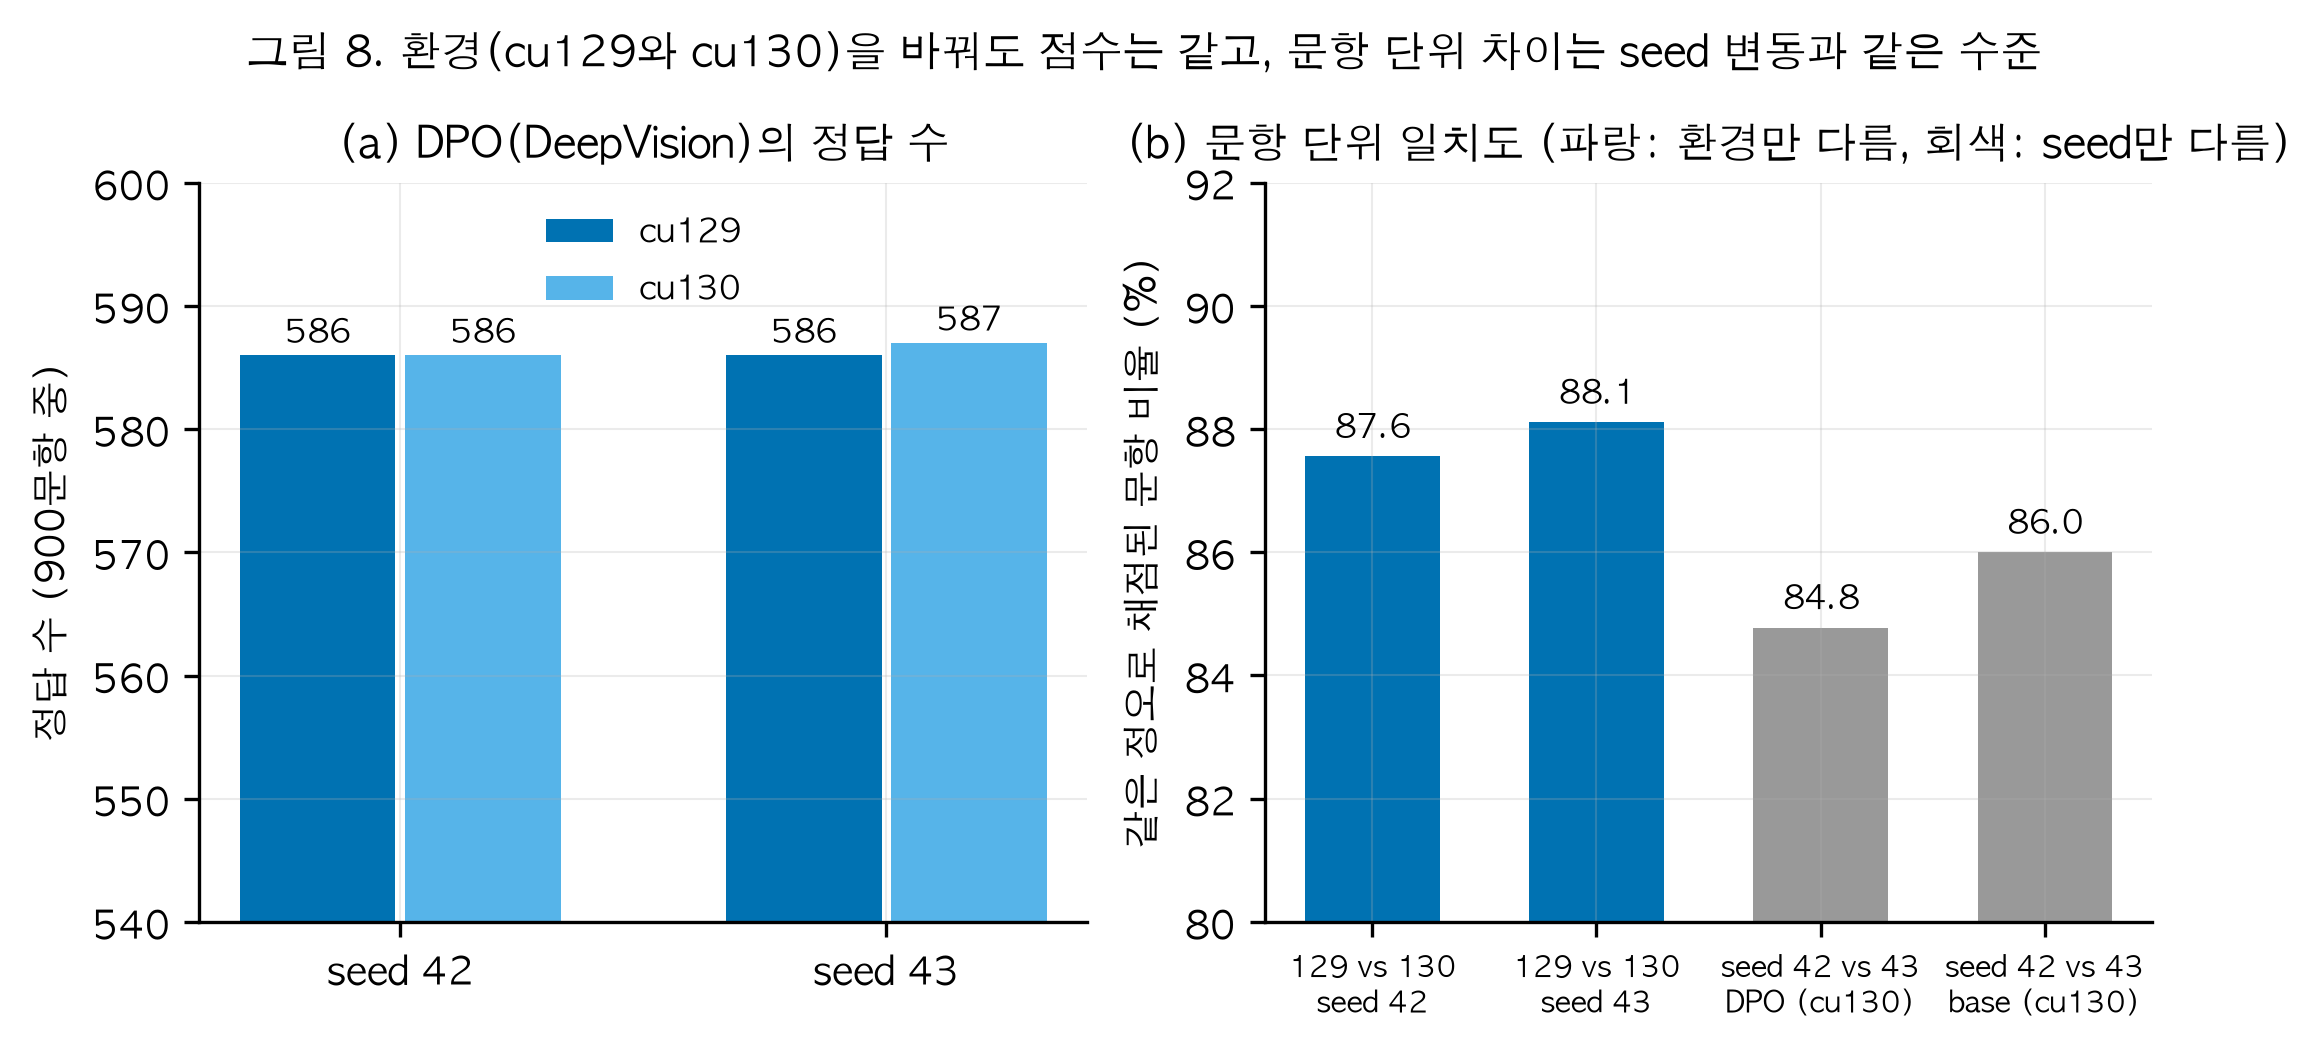 그림 8. 환경(cu129와 cu130)을 바꿔도 점수는 같고, 문항 단위 차이는 seed 변동과 같은 수준
(a) DPO(DeepVision)의 정답 수
정답 수 (900문항 중)
600
590
580
570
560
550
540
cu129
cu130
586
586
586
587
seed 42
seed 43
(b) 문항 단위 일치도 (파랑: 환경만 다름, 회색: seed만 다름)
같은 정오로 채점된 문항 비율 (%)
92
90
88
86
84
82
80
87.6
88.1
84.8
86.0
129 vs 130
seed 42
129 vs 130
seed 43
seed 42 vs 43
DPO (cu130)
seed 42 vs 43
base (cu130)